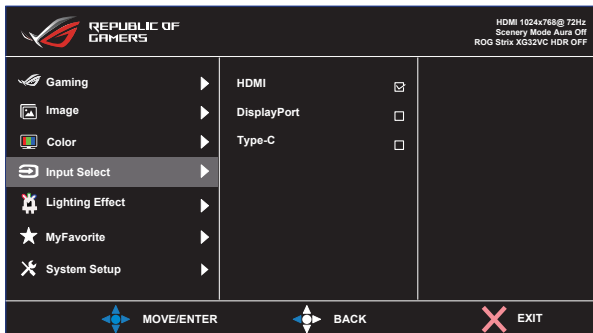 REPUBLIC OF
GAMERS
HDMI 1024x768@ 72Hz
Scenery Mode Aura Off
ROG Strix XG32VC HDR OFF
Gaming
Image
Color
Input Select
Lighting Effect
MyFavorite
System Setup
HDMI
DisplayPort
Type-C
MOVE/ENTER
BACK
EXIT